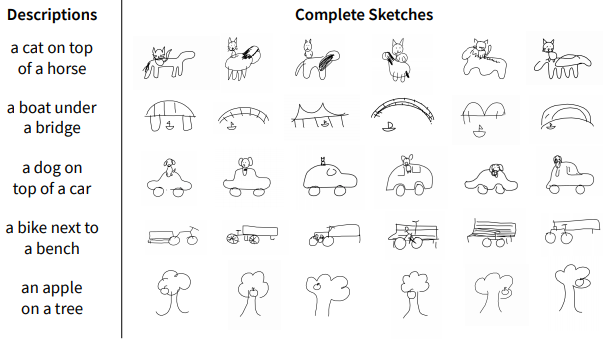 Descriptions
Complete Sketches
a cat on top
of a horse
a boat under
a bridge
a dog on
top of a car
a bike next to
a bench
an apple
on a tree